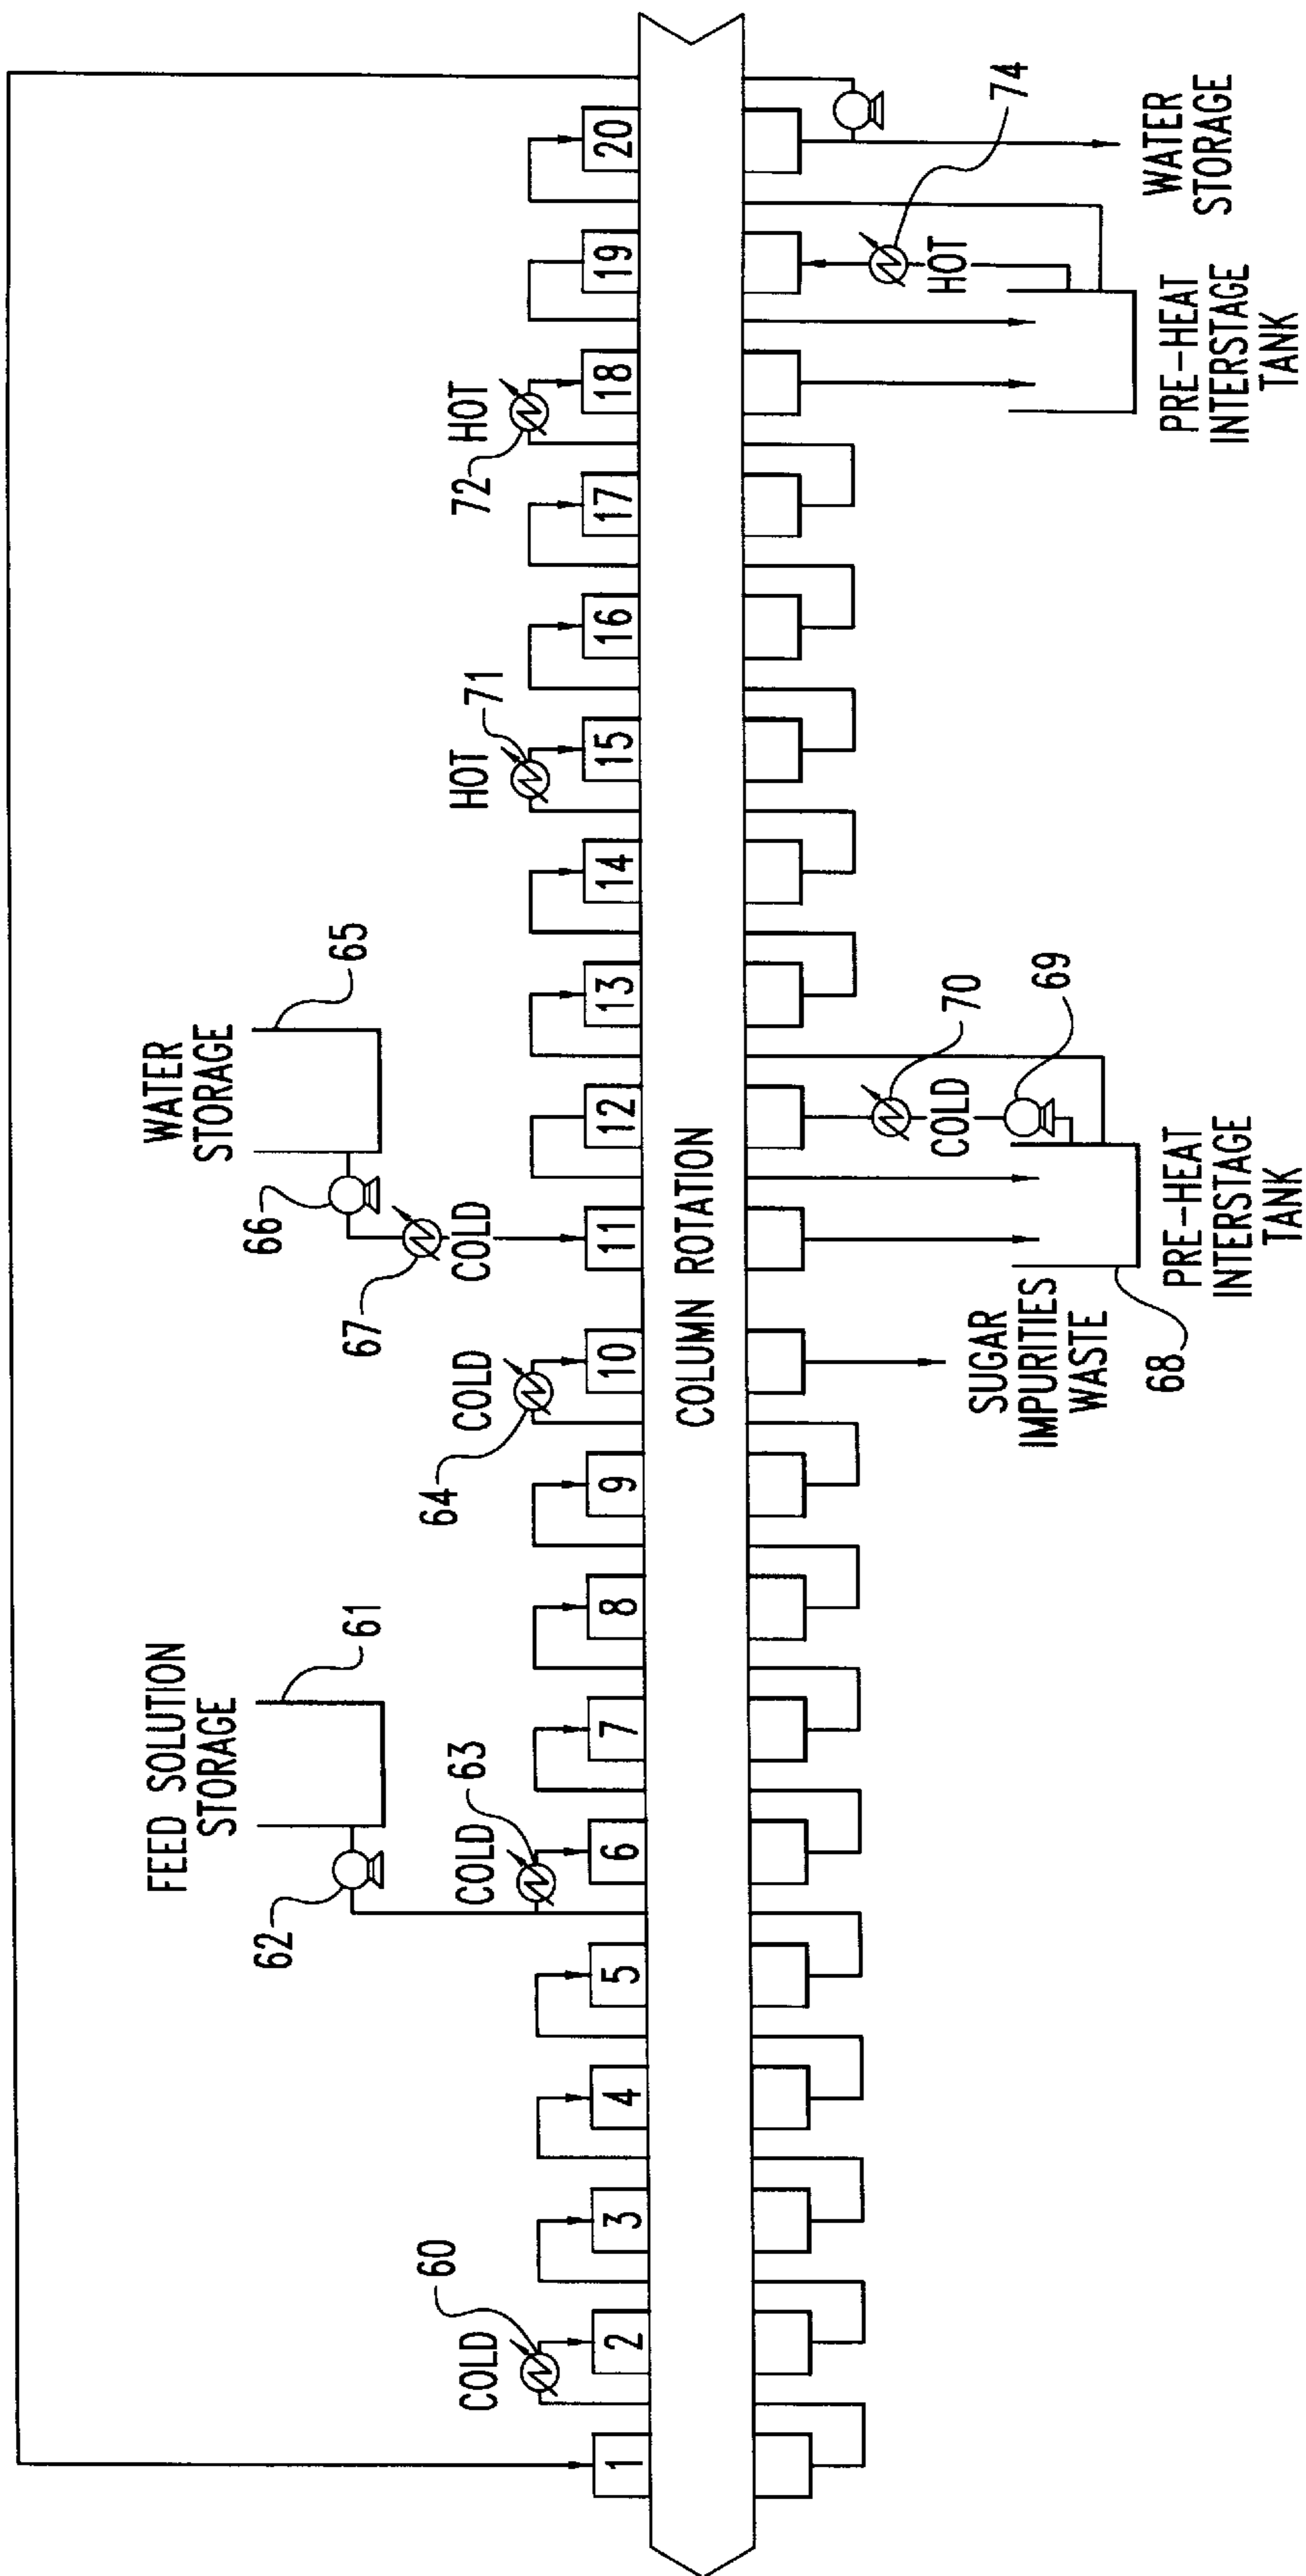 FEED SOLUTION
STORAGE
61
62
WATER
STORAGE
65
66
67
COLD
COLD
60
COLD
63
COLD
64
HOT
71
HOT
72
1
2
3
4
5
6
7
8
9
10
11
12
13
14
15
16
17
18
19
20
COLUMN ROTATION
SUGAR
IMPURITIES
WASTE
68
COLD
70
69
PRE-HEAT
INTERSTAGE
TANK
HOT
74
PRE-HEAT
INTERSTAGE
TANK
WATER
STORAGE